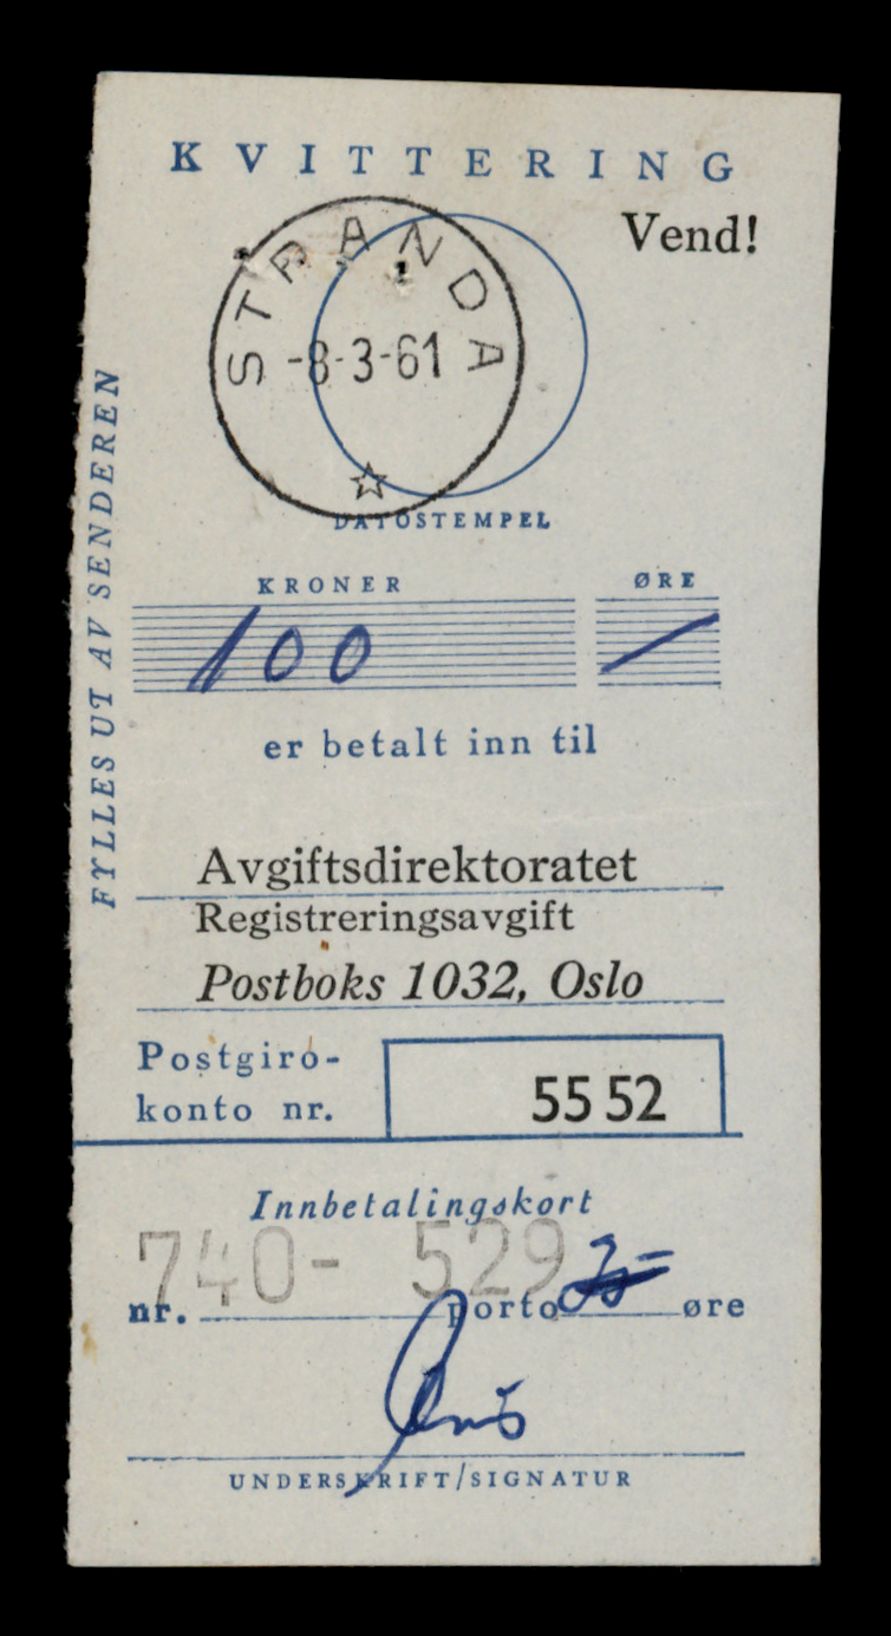 KVITTERING
Vend!
STRANDA
-8-3-61
DATOSTEMPEL
FYLLES UT AV SENDEREN
KRONER ØRE
100 /
er betalt inn til
Avgiftsdirektoratet
Registreringsavgift
Postboks 1032, Oslo
Postgiro-
konto nr. 55 52
Innbetalingskort
740- 529
nr. porto øre
UNDERSKRIFT/SIGNATUR